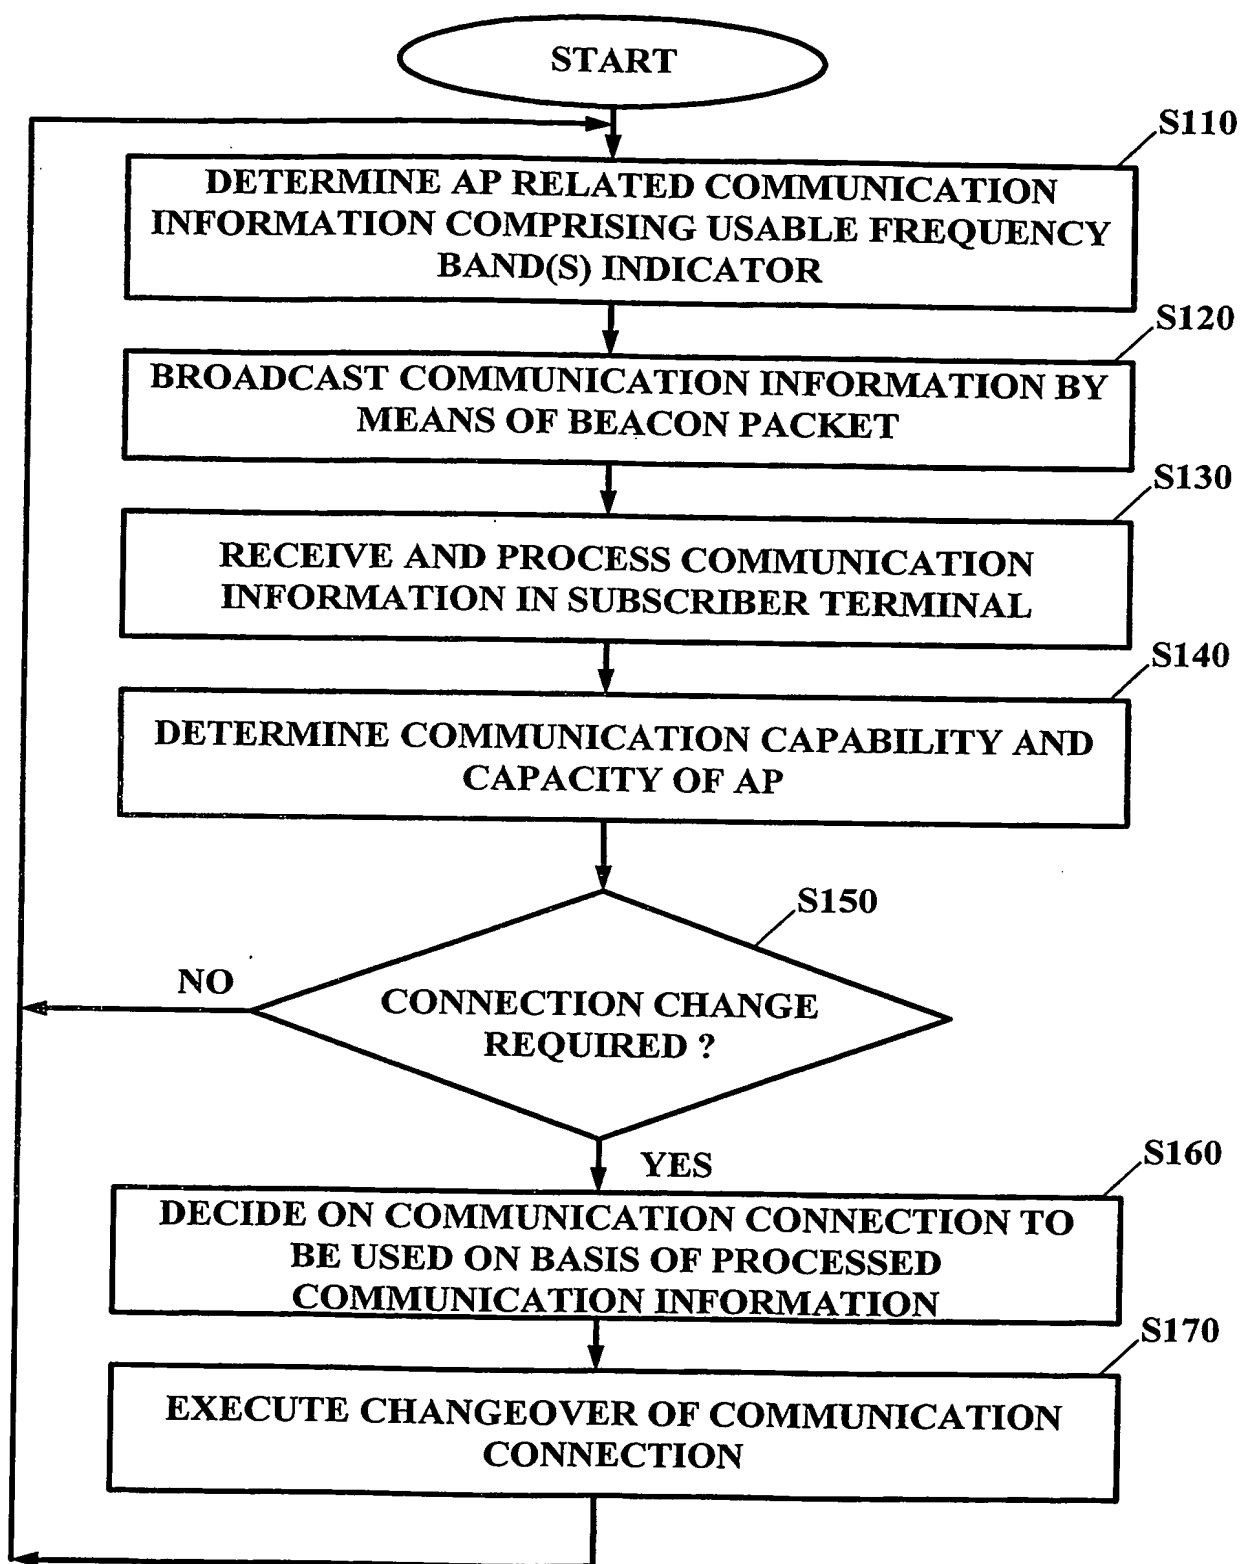 START
S110
DETERMINE AP RELATED COMMUNICATION
INFORMATION COMPRISING USABLE FREQUENCY
BAND(S) INDICATOR
S120
BROADCAST COMMUNICATION INFORMATION BY
MEANS OF BEACON PACKET
S130
RECEIVE AND PROCESS COMMUNICATION
INFORMATION IN SUBSCRIBER TERMINAL
S140
DETERMINE COMMUNICATION CAPABILITY AND
CAPACITY OF AP
S150
NO
CONNECTION CHANGE
REQUIRED ?
YES
S160
DECIDE ON COMMUNICATION CONNECTION TO
BE USED ON BASIS OF PROCESSED
COMMUNICATION INFORMATION
S170
EXECUTE CHANGEOVER OF COMMUNICATION
CONNECTION